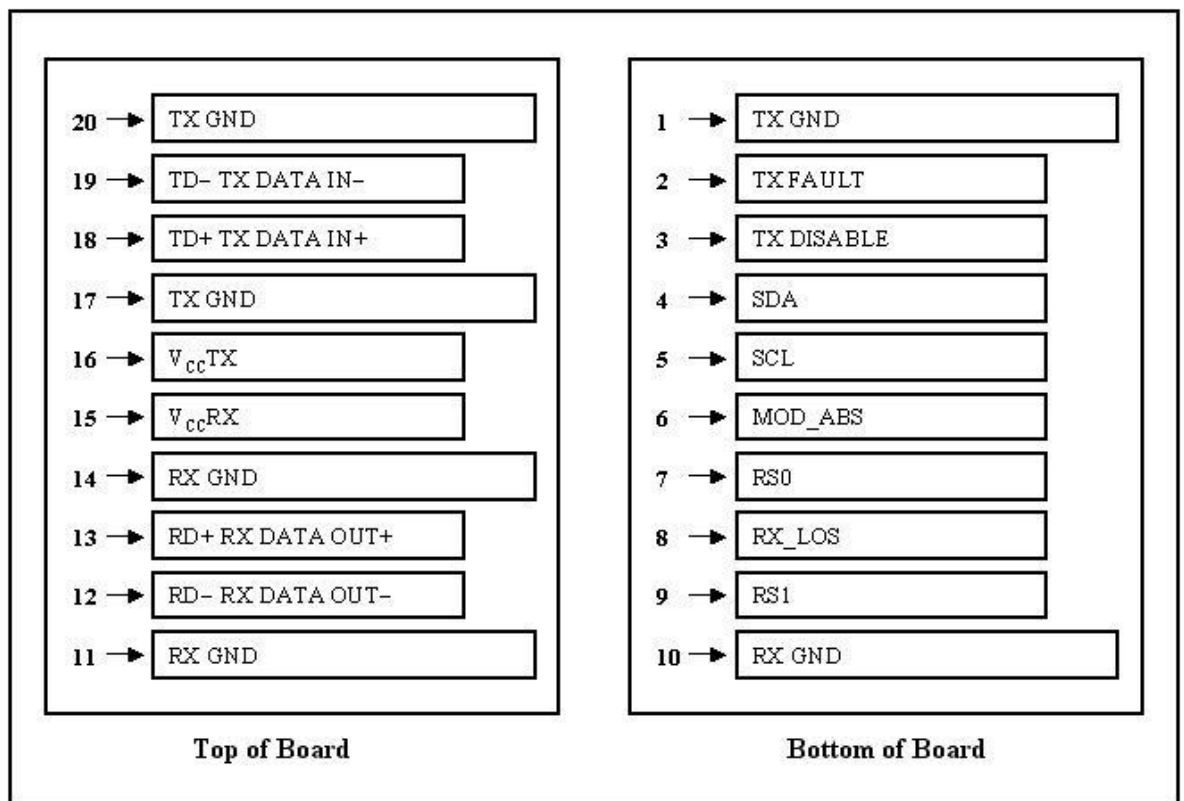 20 TX GND
19 TD− TX DATA IN−
18 TD+ TX DATA IN+
17 TX GND
16 VCCTX
15 VCCRX
14 RX GND
13 RD+ RX DATA OUT+
12 RD− RX DATA OUT−
11 RX GND
Top of Board
1 TX GND
2 TX FAULT
3 TX DISABLE
4 SDA
5 SCL
6 MOD_ABS
7 RS0
8 RX_LOS
9 RS1
10 RX GND
Bottom of Board